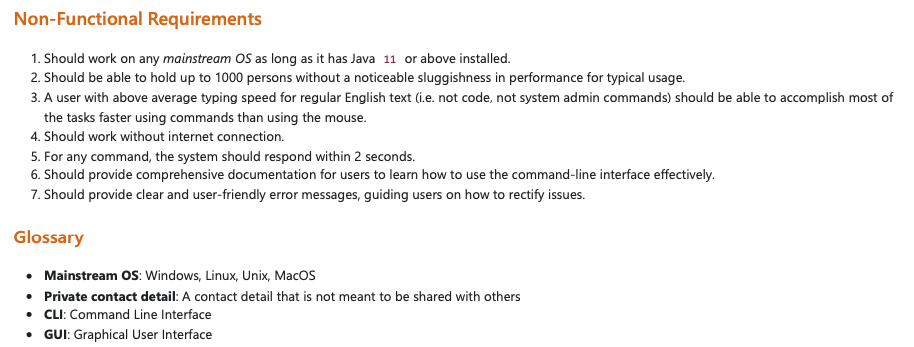 Non-Functional Requirements
1. Should work on any mainstream OS as long as it has Java 11 or above installed.
2. Should be able to hold up to 1000 persons without a noticeable sluggishness in performance for typical usage.
3. A user with above average typing speed for regular English text (i.e. not code, not system admin commands) should be able to accomplish most of
the tasks faster using commands than using the mouse.
4. Should work without internet connection.
5. For any command, the system should respond within 2 seconds.
6. Should provide comprehensive documentation for users to learn how to use the command-line interface effectively.
7. Should provide clear and user-friendly error messages, guiding users on how to rectify issues.
Glossary
• Mainstream OS: Windows, Linux, Unix, MacOS
• Private contact detail: A contact detail that is not meant to be shared with others
• CLI: Command Line Interface
• GUI: Graphical User Interface